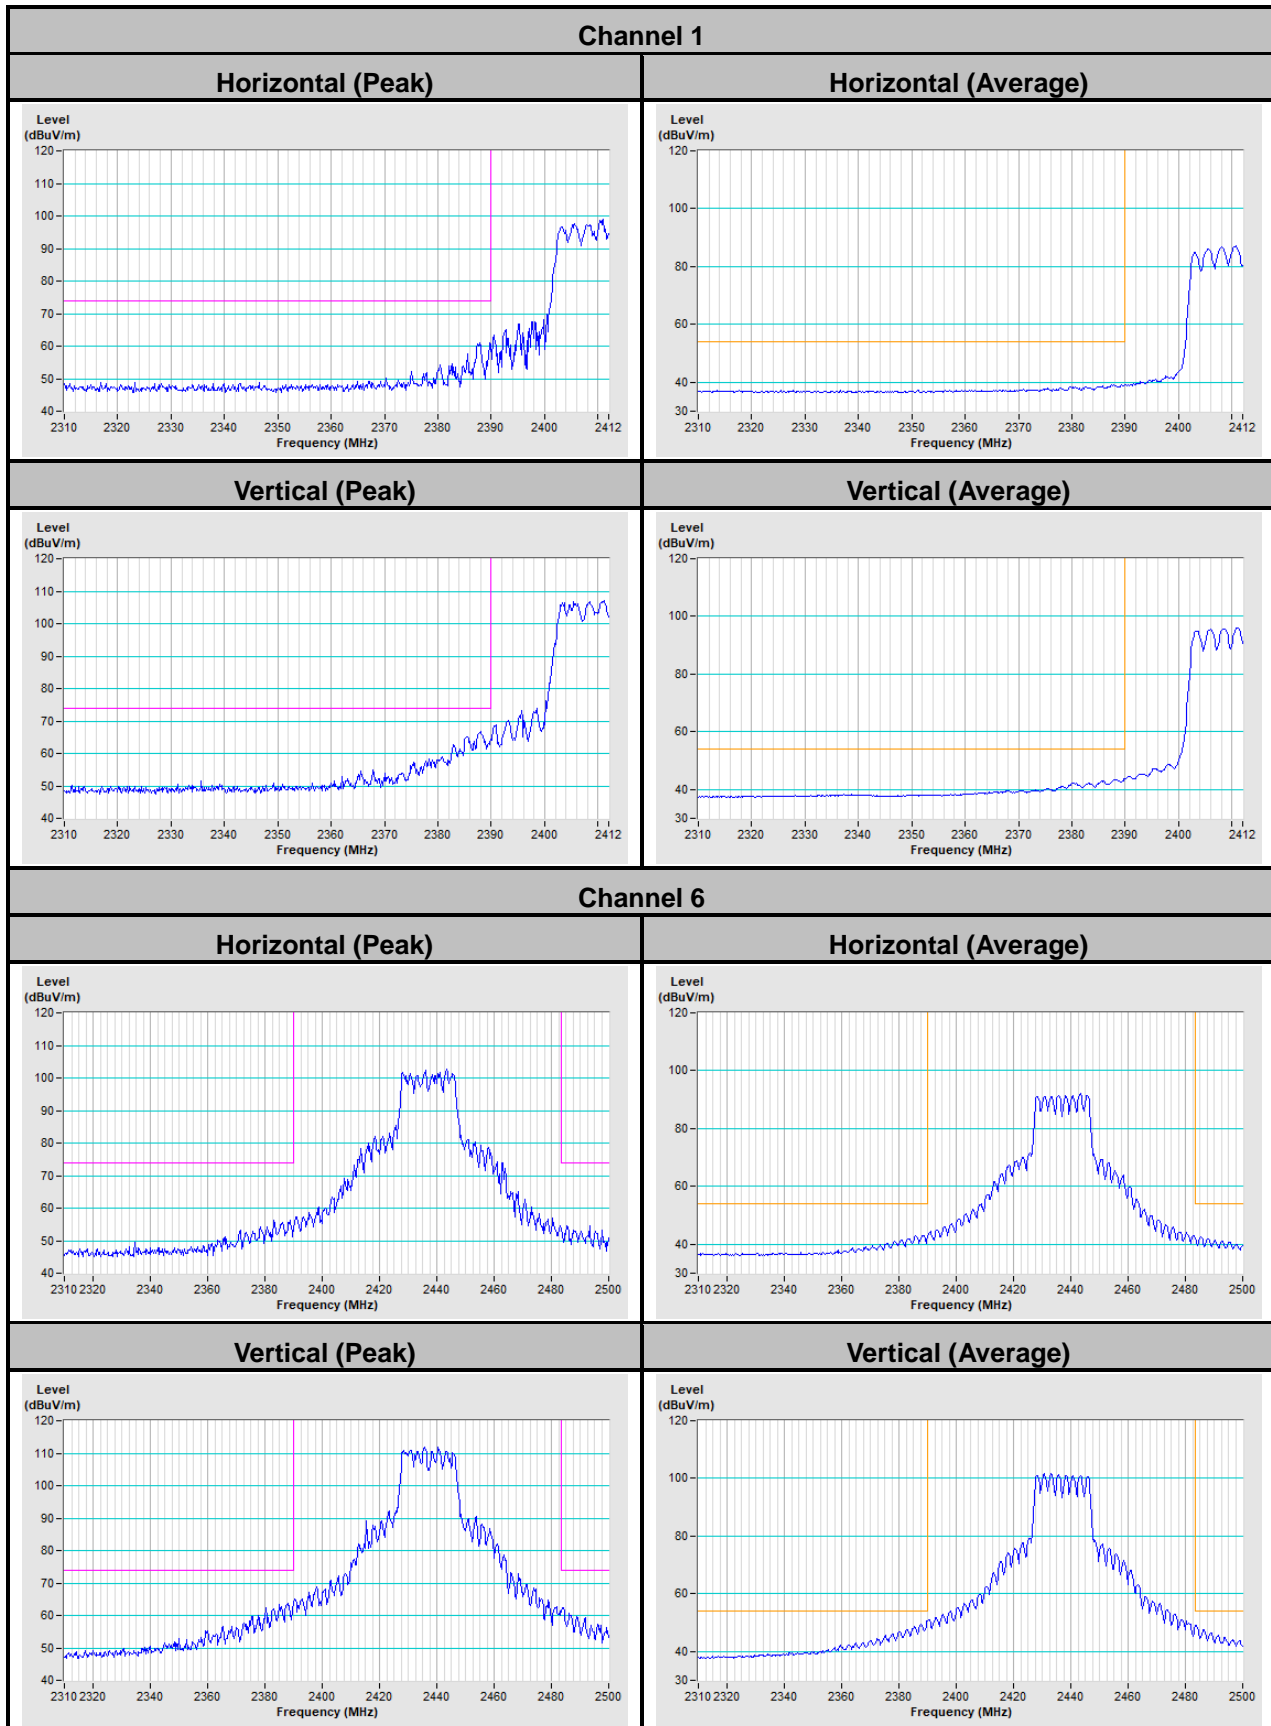 Channel 1
Horizontal (Peak)
Horizontal (Average)
Level
(dBuV/m)
120
110
100
90
80
70
60
50
40
2310 2320 2330 2340 2350 2360 2370 2380 2390 2400 2412
Frequency (MHz)
Level
(dBuV/m)
120
100
80
60
40
30
2310 2320 2330 2340 2350 2360 2370 2380 2390 2400 2412
Frequency (MHz)
Vertical (Peak)
Vertical (Average)
Level
(dBuV/m)
120
110
100
90
80
70
60
50
40
2310 2320 2330 2340 2350 2360 2370 2380 2390 2400 2412
Frequency (MHz)
Level
(dBuV/m)
120
100
80
60
40
30
2310 2320 2330 2340 2350 2360 2370 2380 2390 2400 2412
Frequency (MHz)
Channel 6
Horizontal (Peak)
Horizontal (Average)
Level
(dBuV/m)
120
110
100
90
80
70
60
50
40
2310 2320 2340 2360 2380 2400 2420 2440 2460 2480 2500
Frequency (MHz)
Level
(dBuV/m)
120
100
80
60
40
30
2310 2320 2340 2360 2380 2400 2420 2440 2460 2480 2500
Frequency (MHz)
Vertical (Peak)
Vertical (Average)
Level
(dBuV/m)
120
110
100
90
80
70
60
50
40
2310 2320 2340 2360 2380 2400 2420 2440 2460 2480 2500
Frequency (MHz)
Level
(dBuV/m)
120
100
80
60
40
30
2310 2320 2340 2360 2380 2400 2420 2440 2460 2480 2500
Frequency (MHz)